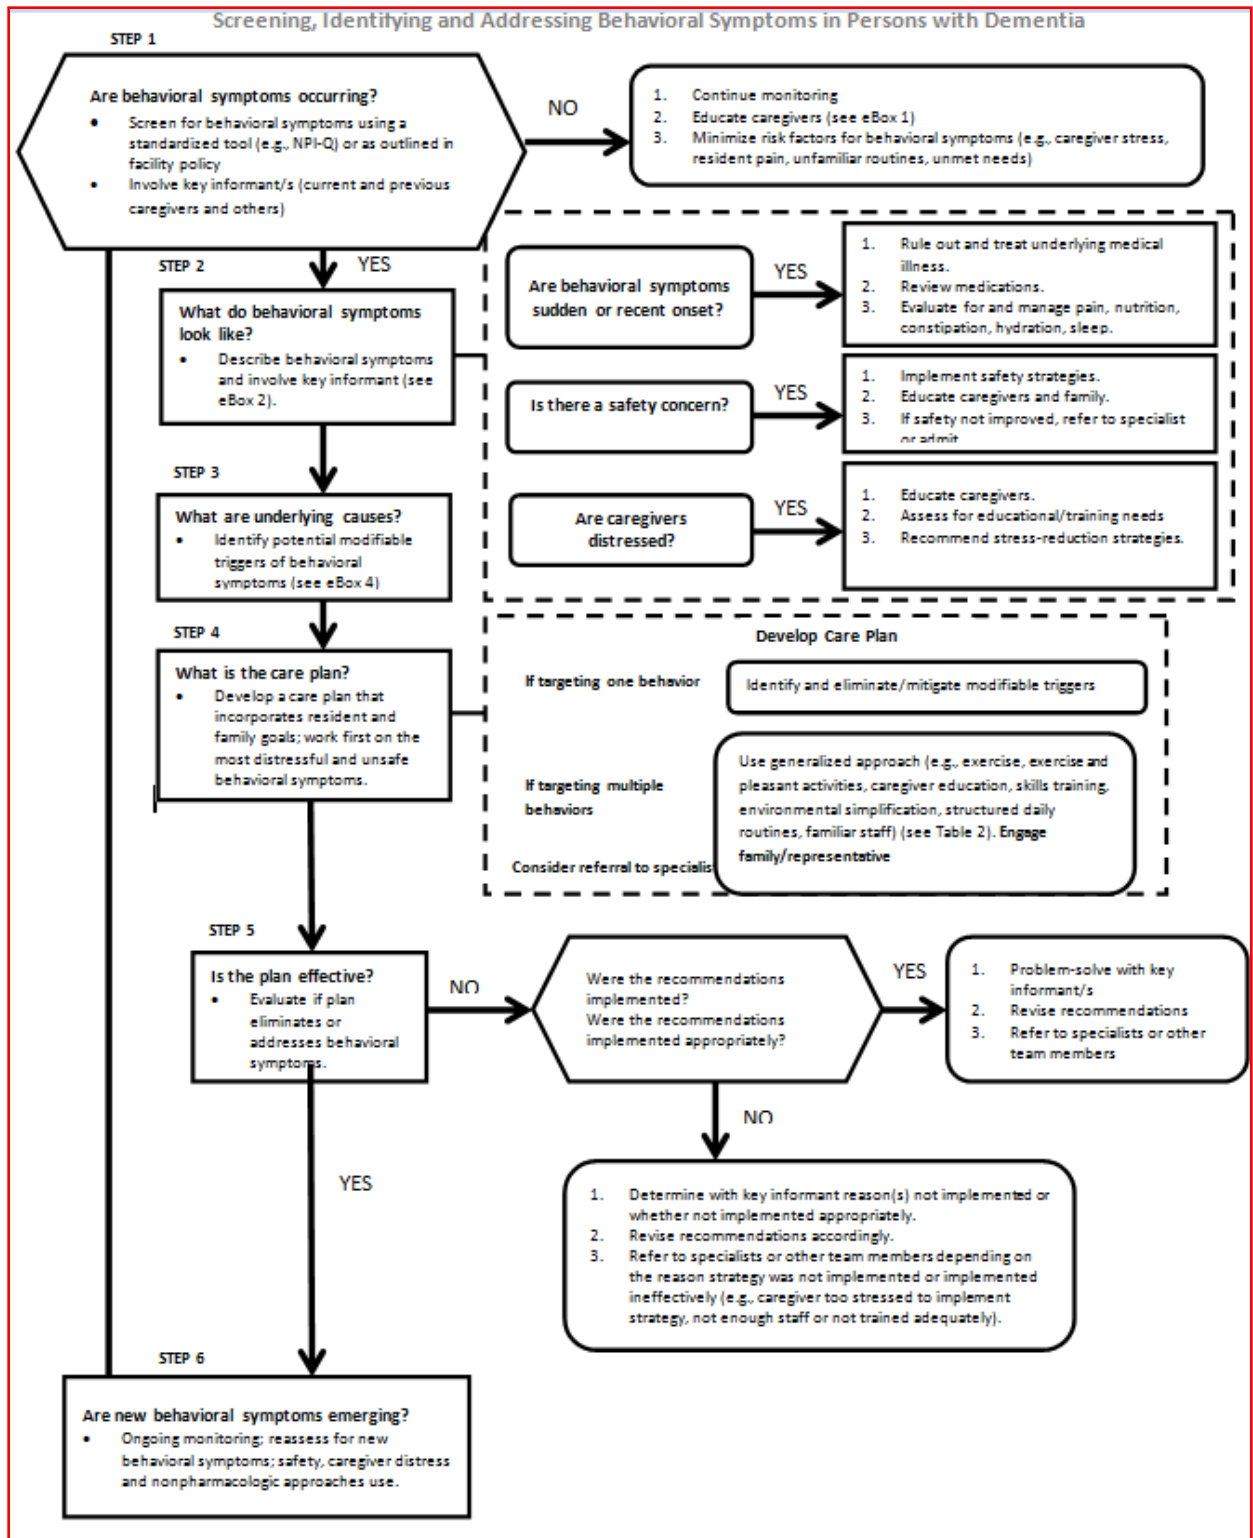 Screening, Identifying and Addressing Behavioral Symptoms in Persons with Dementia
STEP 1
Are behavioral symptoms occurring?
• Screen for behavioral symptoms using a
standardized tool (e.g., NPI-Q) or as outlined in
facility policy
• Involve key informant/s (current and previous
caregivers and others)
NO
1. Continue monitoring
2. Educate caregivers (see eBox 1)
3. Minimize risk factors for behavioral symptoms (e.g., caregiver stress,
resident pain, unfamiliar routines, unmet needs)
YES
STEP 2
What do behavioral symptoms
look like?
• Describe behavioral symptoms
and involve key informant (see
eBox 2).
Are behavioral symptoms
sudden or recent onset?
YES
1. Rule out and treat underlying medical
illness.
2. Review medications.
3. Evaluate for and manage pain, nutrition,
constipation, hydration, sleep.
Is there a safety concern?
YES
1. Implement safety strategies.
2. Educate caregivers and family.
3. If safety not improved, refer to specialist
or admit
Are caregivers
distressed?
YES
1. Educate caregivers.
2. Assess for educational/training needs
3. Recommend stress-reduction strategies.
STEP 3
What are underlying causes?
• Identify potential modifiable
triggers of behavioral
symptoms (see eBox 4)
STEP 4
What is the care plan?
• Develop a care plan that
incorporates resident and
family goals; work first on the
most distressful and unsafe
behavioral symptoms.
Develop Care Plan
If targeting one behavior
Identify and eliminate/mitigate modifiable triggers
If targeting multiple
behaviors
Use generalized approach (e.g., exercise, exercise and
pleasant activities, caregiver education, skills training,
environmental simplification, structured daily
routines, familiar staff) (see Table 2). Engage
family/representative
Consider referral to specialis
STEP 5
Is the plan effective?
• Evaluate if plan
eliminates or
addresses behavioral
symptoms.
NO
Were the recommendations
implemented?
Were the recommendations
implemented appropriately?
YES
1. Problem-solve with key
informant/s
2. Revise recommendations
3. Refer to specialists or other
team members
NO
1. Determine with key informant reason(s) not implemented or
whether not implemented appropriately.
2. Revise recommendations accordingly.
3. Refer to specialists or other team members depending on
the reason strategy was not implemented or implemented
ineffectively (e.g., caregiver too stressed to implement
strategy, not enough staff or not trained adequately).
YES
STEP 6
Are new behavioral symptoms emerging?
• Ongoing monitoring; reassess for new
behavioral symptoms; safety, caregiver distress
and nonpharmacologic approaches use.